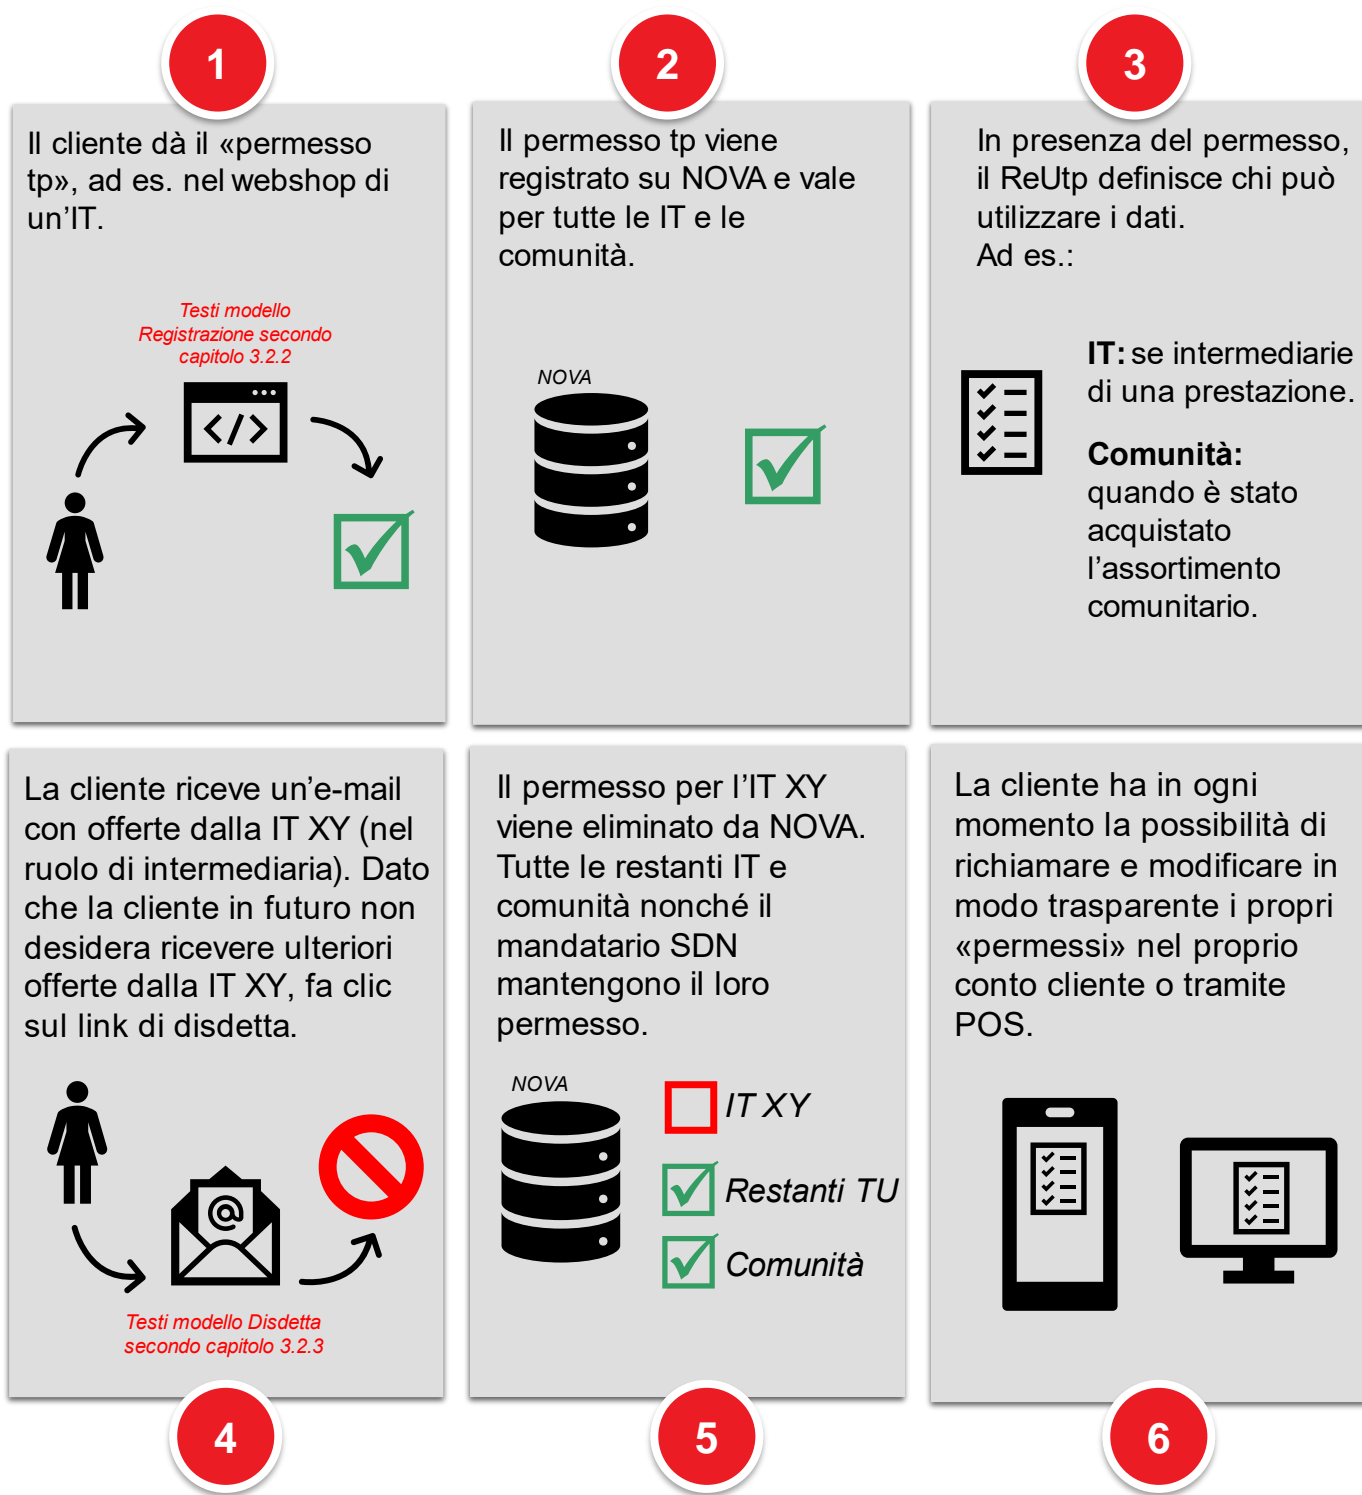 1
Il cliente dà il «permesso
tp», ad es. nel webshop di
un’IT.
Testi modello
Registrazione secondo
capitolo 3.2.2
</>
2
Il permesso tp viene
registrato su NOVA e vale
per tutte le IT e le
comunità.
NOVA
3
In presenza del permesso,
il ReUtp definisce chi può
utilizzare i dati.
Ad es.:
IT: se intermediarie
di una prestazione.
Comunità:
quando è stato
acquistato
l’assortimento
comunitario.
La cliente riceve un’e-mail
con offerte dalla IT XY (nel
ruolo di intermediaria). Dato
che la cliente in futuro non
desidera ricevere ulteriori
offerte dalla IT XY, fa clic
sul link di disdetta.
@
Testi modello Disdetta
secondo capitolo 3.2.3
4
Il permesso per l’IT XY
viene eliminato da NOVA.
Tutte le restanti IT e
comunità nonché il
mandatario SDN
mantengono il loro
permesso.
NOVA
IT XY
Restanti TU
Comunità
5
La cliente ha in ogni
momento la possibilità di
richiamare e modificare in
modo trasparente i propri
«permessi» nel proprio
conto cliente o tramite
POS.
6